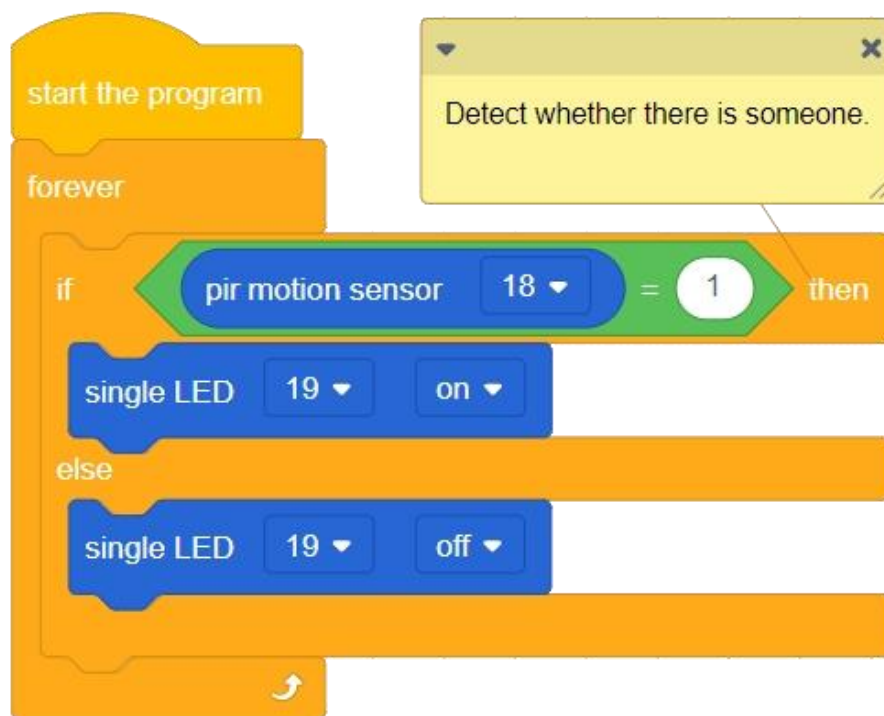 start the program
Detect whether there is someone.
forever
if pir motion sensor 18 = 1 then
single LED 19 on
else
single LED 19 off